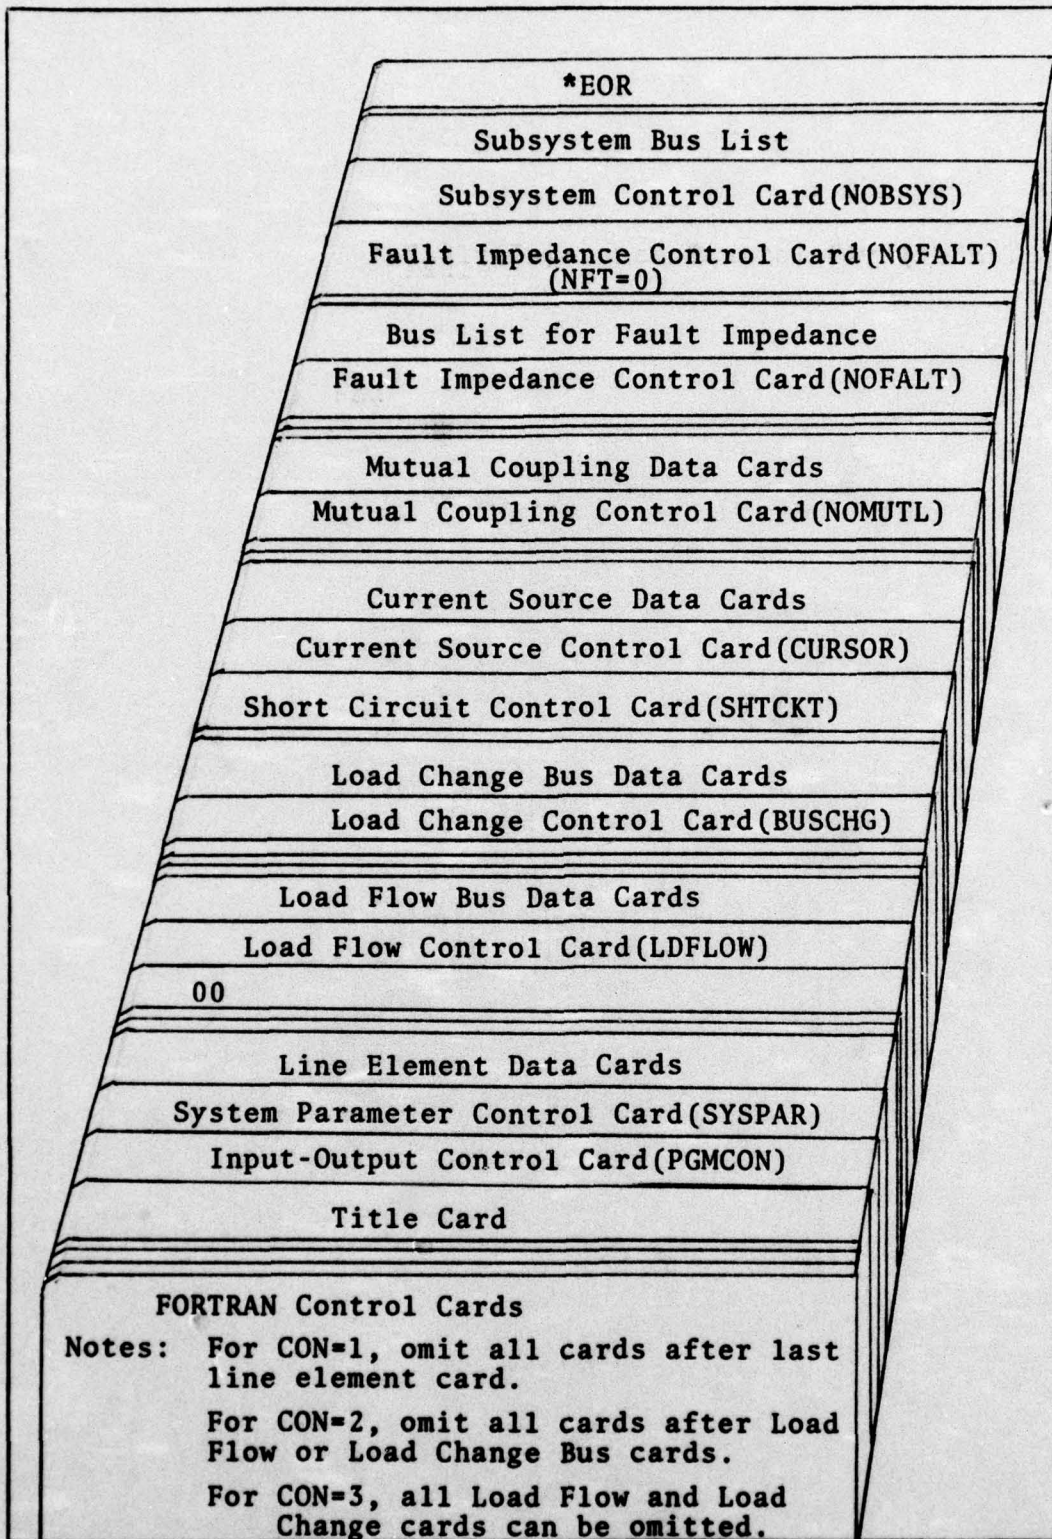 *EOR
Subsystem Bus List
Subsystem Control Card(NOBSYS)
Fault Impedance Control Card(NOFALT)
(NFT=0)
Bus List for Fault Impedance
Fault Impedance Control Card(NOFALT)
Mutual Coupling Data Cards
Mutual Coupling Control Card(NOMUTL)
Current Source Data Cards
Current Source Control Card(CURSOR)
Short Circuit Control Card(SHTCKT)
Load Change Bus Data Cards
Load Change Control Card(BUSCHG)
Load Flow Bus Data Cards
Load Flow Control Card(LDFLOW)
00
Line Element Data Cards
System Parameter Control Card(SYSPAR)
Input-Output Control Card(PGMCON)
Title Card
FORTRAN Control Cards
Notes: For CON=1, omit all cards after last
line element card.
For CON=2, omit all cards after Load
Flow or Load Change Bus cards.
For CON=3, all Load Flow and Load
Change cards can be omitted.